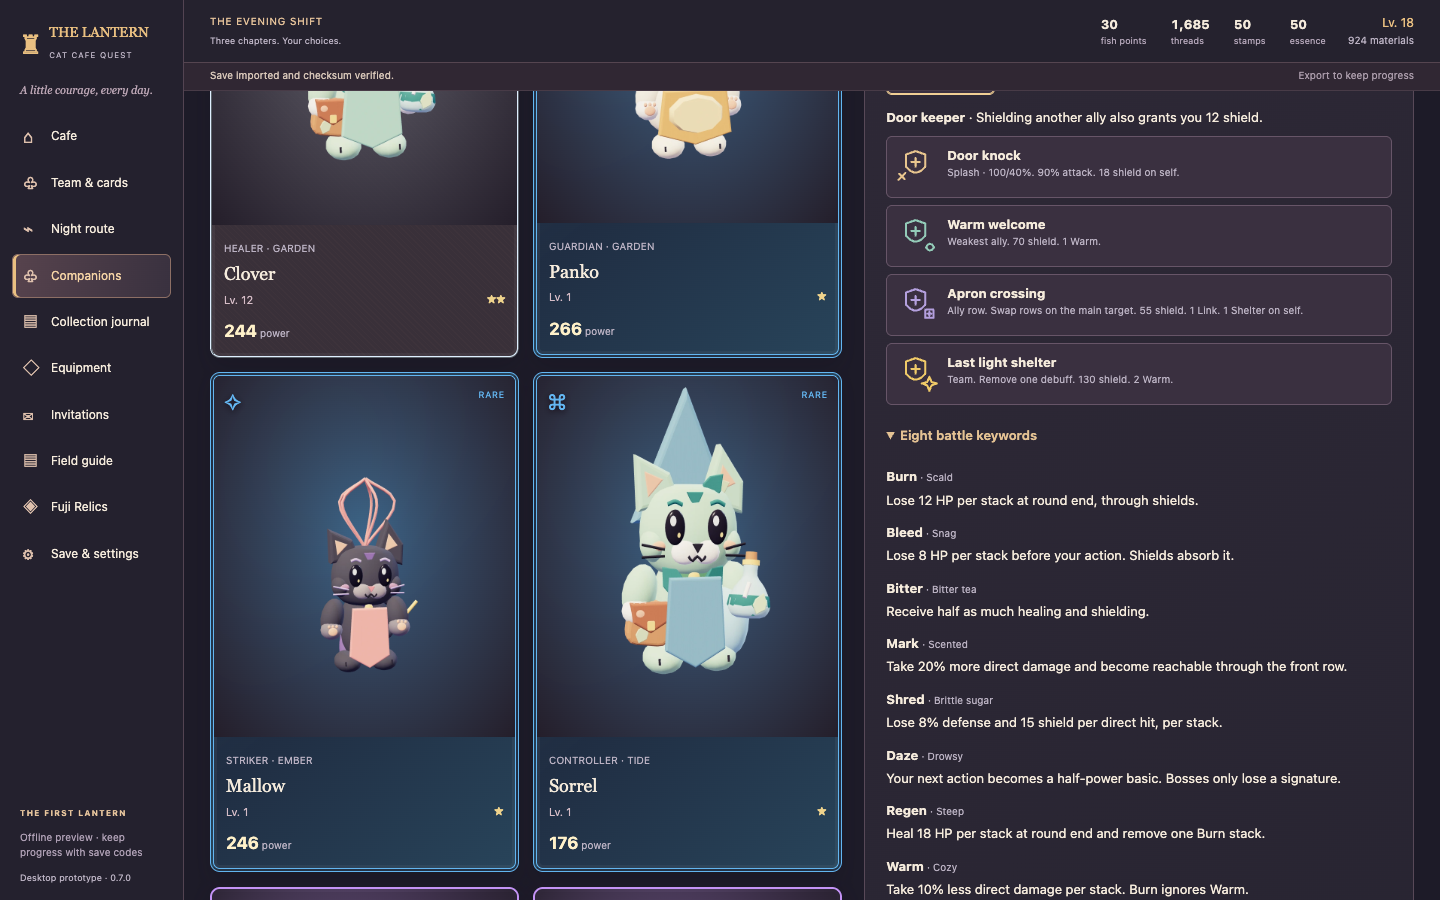 THE LANTERN
CAT CAFE QUEST
A little courage, every day.
Cafe
Team & cards
Night route
Companions
Collection journal
Equipment
Invitations
Field guide
Fuji Relics
Save & settings
THE FIRST LANTERN
Offline preview · keep
progress with save codes
Desktop prototype · 0.7.0
THE EVENING SHIFT
Three chapters. Your choices.
30
fish points
1,685
threads
50
stamps
50
essence
Lv. 18
924 materials
Save imported and checksum verified.
Export to keep progress
HEALER · GARDEN
Clover
Lv. 12
244 power
GUARDIAN · GARDEN
Panko
Lv. 1
266 power
RARE
STRIKER · EMBER
Mallow
Lv. 1
246 power
RARE
CONTROLLER · TIDE
Sorrel
Lv. 1
176 power
Door keeper · Shielding another ally also grants you 12 shield.
Door knock
Splash · 100/40%. 90% attack. 18 shield on self.
Warm welcome
Weakest ally. 70 shield. 1 Warm.
Apron crossing
Ally row. Swap rows on the main target. 55 shield. 1 Link. 1 Shelter on self.
Last light shelter
Team. Remove one debuff. 130 shield. 2 Warm.
Eight battle keywords
Burn · Scald
Lose 12 HP per stack at round end, through shields.
Bleed · Snag
Lose 8 HP per stack before your action. Shields absorb it.
Bitter · Bitter tea
Receive half as much healing and shielding.
Mark · Scented
Take 20% more direct damage and become reachable through the front row.
Shred · Brittle sugar
Lose 8% defense and 15 shield per direct hit, per stack.
Daze · Drowsy
Your next action becomes a half-power basic. Bosses only lose a signature.
Regen · Steep
Heal 18 HP per stack at round end and remove one Burn stack.
Warm · Cozy
Take 10% less direct damage per stack. Burn ignores Warm.